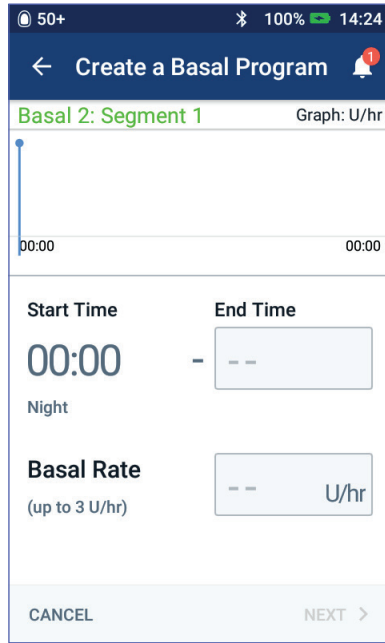 50+ 100% 14:24
Create a Basal Program 1
Basal 2: Segment 1 Graph: U/hr
00:00 00:00
Start Time End Time
00:00 - --
Night
Basal Rate -- U/hr
(up to 3 U/hr)
CANCEL NEXT >